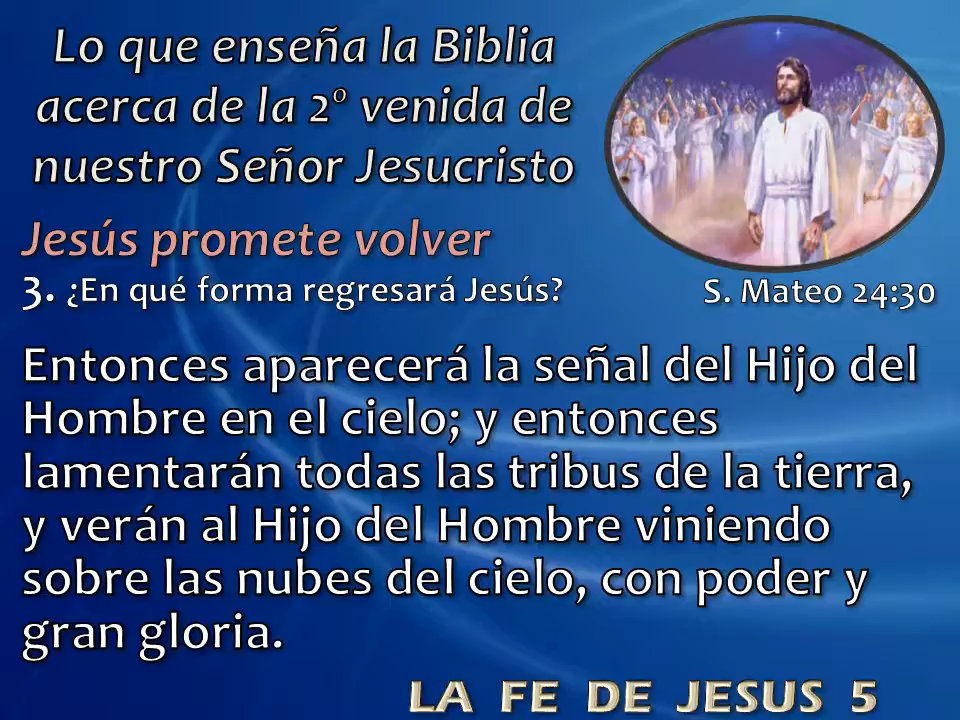 Lo que enseña la Biblia
acerca de la 2º venida de
nuestro Señor Jesucristo
Jesús promete volver
3. ¿En qué forma regresará Jesús? S. Mateo 24:30
Entonces aparecerá la señal del Hijo del
Hombre en el cielo; y entonces
lamentarán todas las tribus de la tierra,
y verán al Hijo del Hombre viniendo
sobre las nubes del cielo, con poder y
gran gloria.
LA FE DE JESUS 5